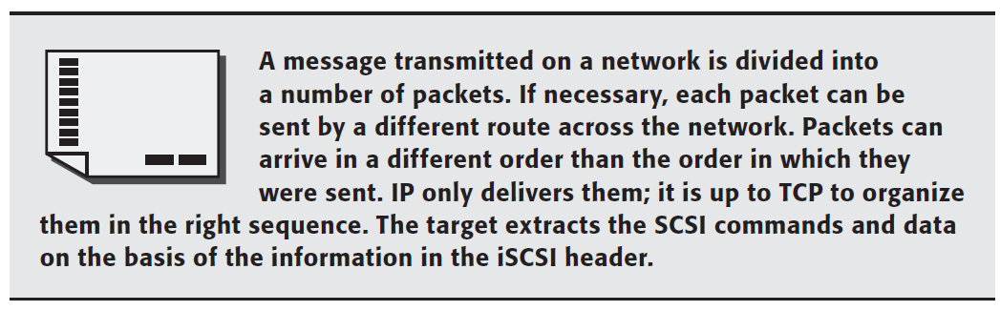 A message transmitted on a network is divided into
a number of packets. If necessary, each packet can be
sent by a different route across the network. Packets can
arrive in a different order than the order in which they
were sent. IP only delivers them; it is up to TCP to organize
them in the right sequence. The target extracts the SCSI commands and data
on the basis of the information in the iSCSI header.